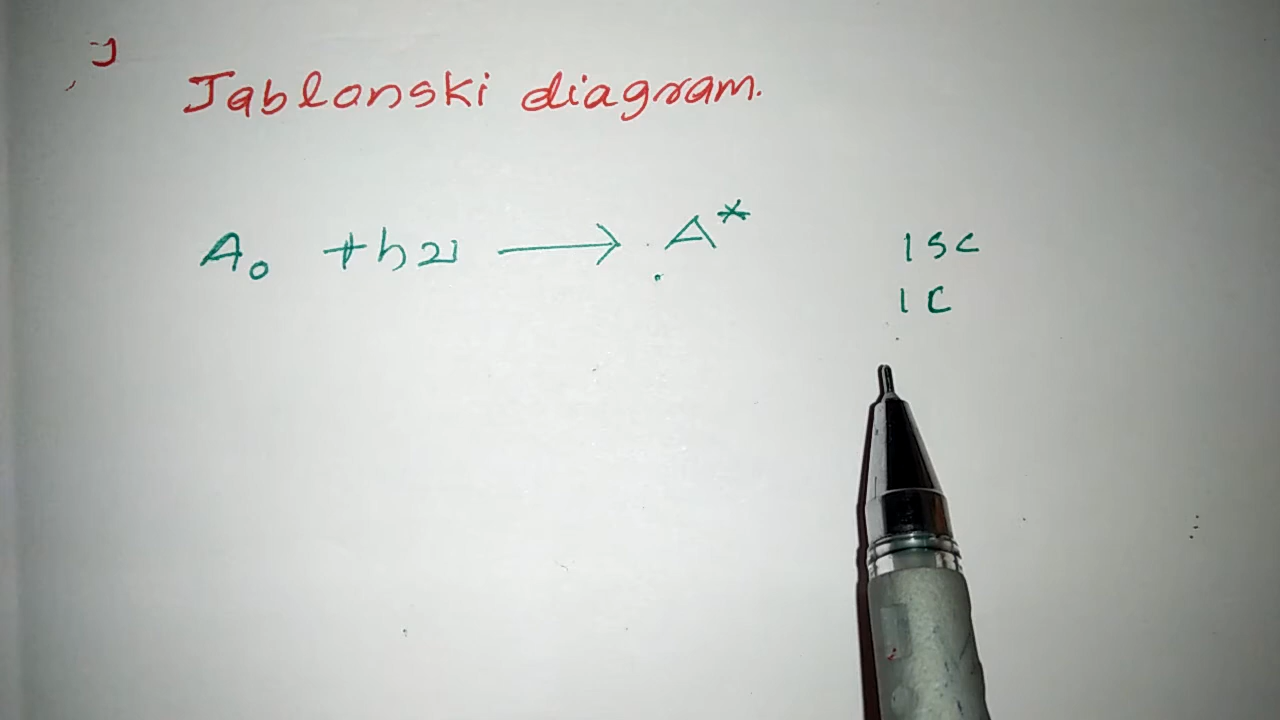 Jablonski diagram.
A₀ + hν ⟶ A*
ISC
IC